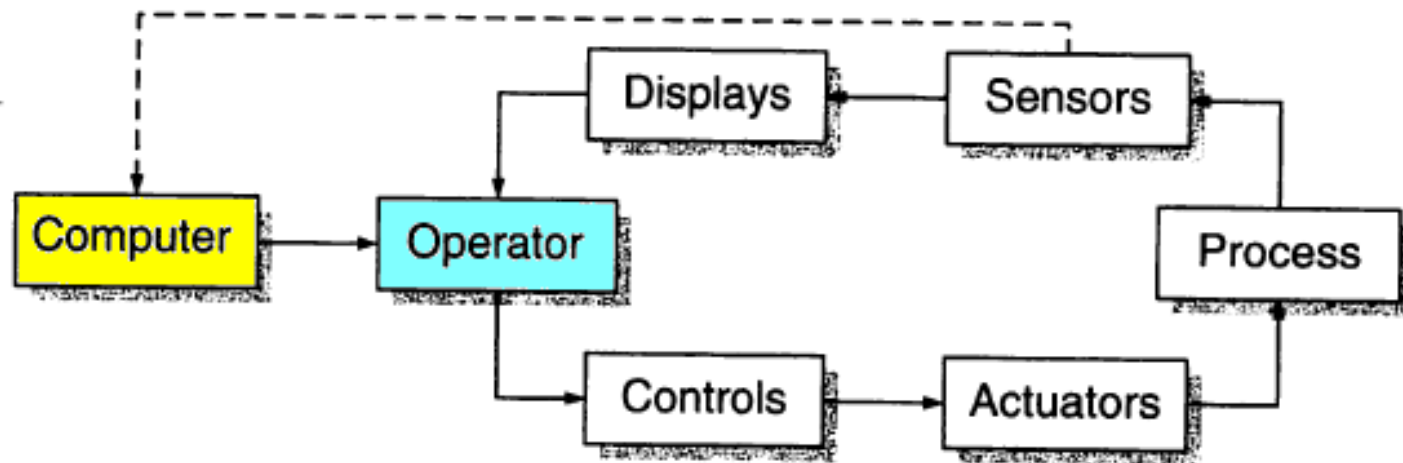 Displays
Sensors
Computer
Operator
Process
Controls
Actuators